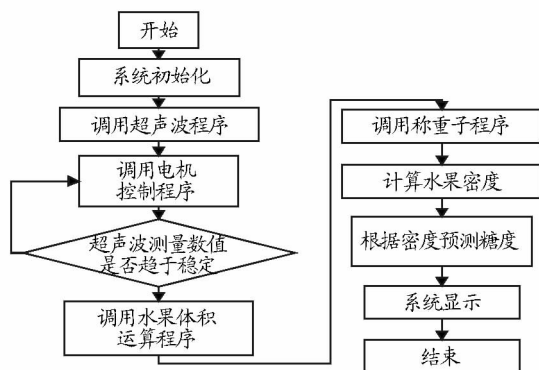 开始
系统初始化
调用超声波程序
调用电机
控制程序
超声波测量数值
是否趋于稳定
调用水果体积
运算程序
调用称重子程序
计算水果密度
根据密度预测糖度
系统显示
结束